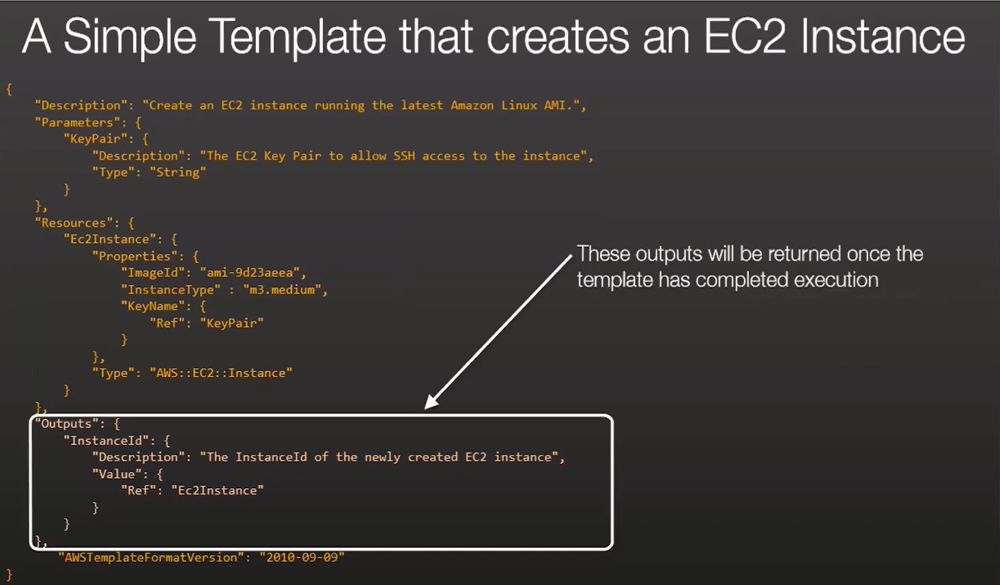 A Simple Template that creates an EC2 Instance
{
    "Description": "Create an EC2 instance running the latest Amazon Linux AMI.",
    "Parameters": {
        "KeyPair": {
            "Description": "The EC2 Key Pair to allow SSH access to the instance",
            "Type": "String"
        }
    },
    "Resources": {
        "Ec2Instance": {
            "Properties": {
                "ImageId": "ami-9d23aeea",
                "InstanceType" : "m3.medium",
                "KeyName": {
                    "Ref": "KeyPair"
                }
            },
            "Type": "AWS::EC2::Instance"
        }
    },
    "Outputs": {
        "InstanceId": {
            "Description": "The InstanceId of the newly created EC2 instance",
            "Value": {
                "Ref": "Ec2Instance"
            }
        }
    },
        "AWSTemplateFormatVersion": "2010-09-09"
}
These outputs will be returned once the
template has completed execution